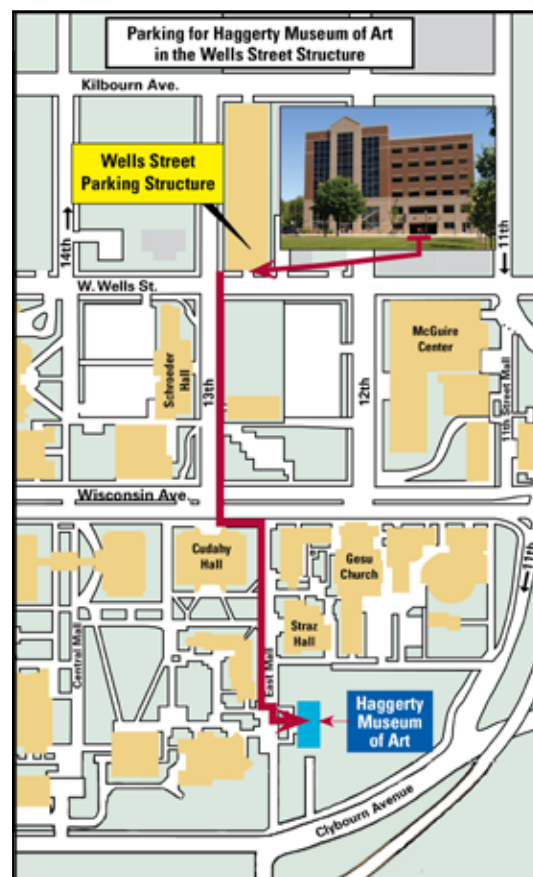 Parking for Haggerty Museum of Art
in the Wells Street Structure
Kilbourn Ave.
Wells Street
Parking Structure
14th
11th
W. Wells St.
Schroeder
Hall
13th
McGuire
Center
12th
11th Street Mall
Wisconsin Ave.
Cudahy
Hall
Gesu
Church
11th
Straz
Hall
Central Mall
East Mall
Haggerty
Museum
of Art
Clybourn Avenue